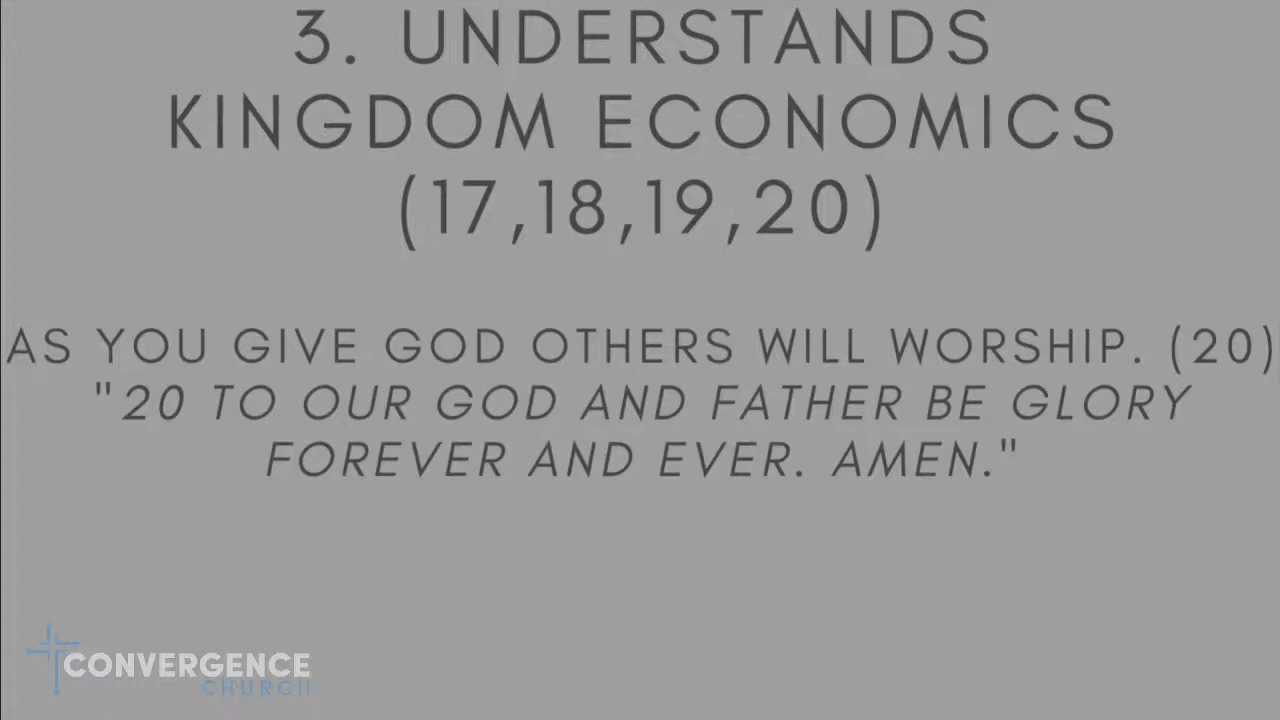 3. UNDERSTANDS
KINGDOM ECONOMICS
(17,18,19,20)
AS YOU GIVE GOD OTHERS WILL WORSHIP. (20)
"20 TO OUR GOD AND FATHER BE GLORY
FOREVER AND EVER. AMEN."
CONVERGENCE
CHURCH